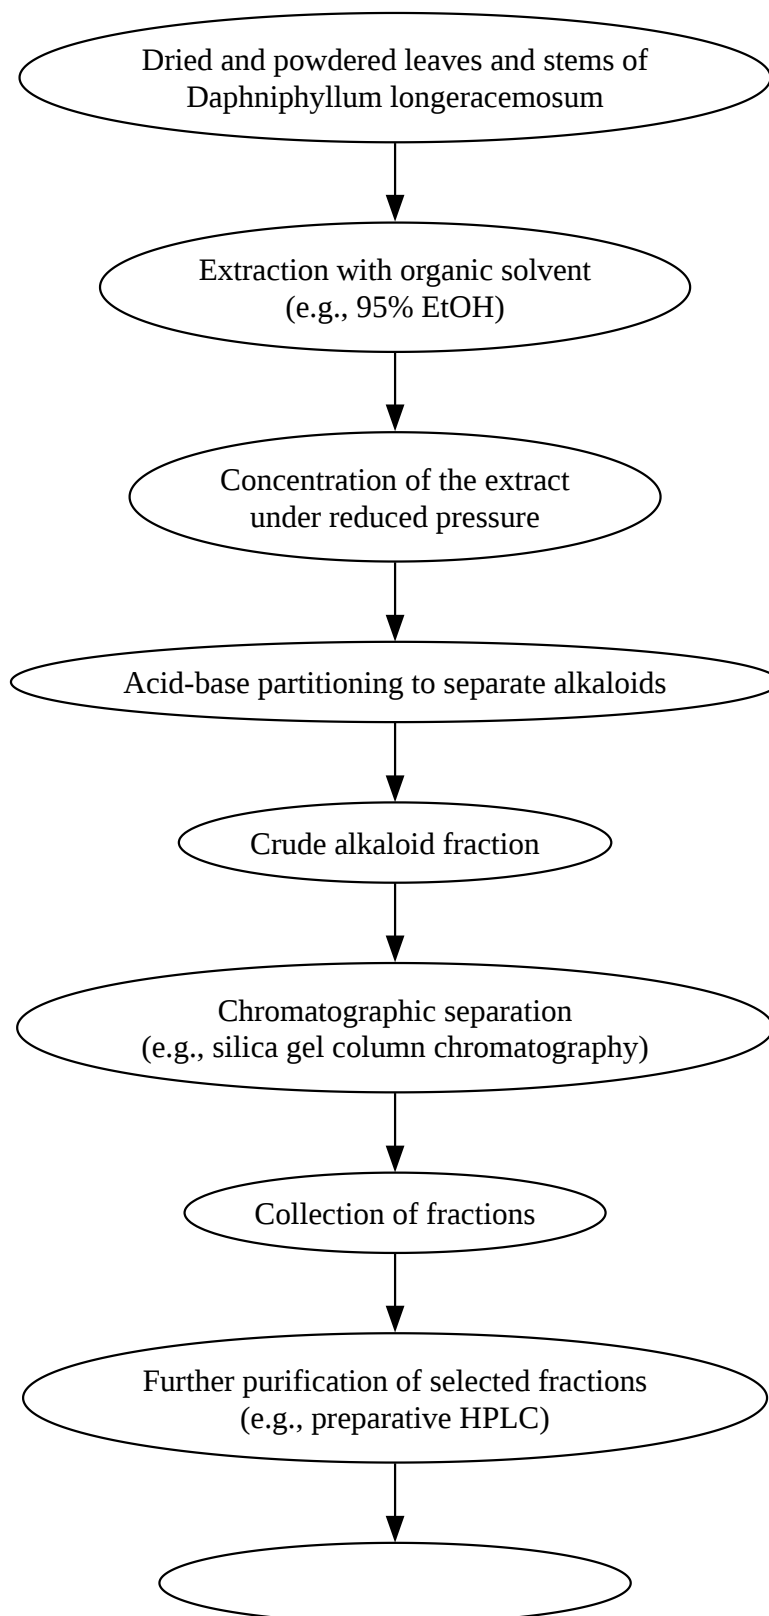 Dried and powdered leaves and stems of
Daphniphyllum longeracemosum
Extraction with organic solvent
(e.g., 95% EtOH)
Concentration of the extract
under reduced pressure
Acid-base partitioning to separate alkaloids
Crude alkaloid fraction
Chromatographic separation
(e.g., silica gel column chromatography)
Collection of fractions
Further purification of selected fractions
(e.g., preparative HPLC)